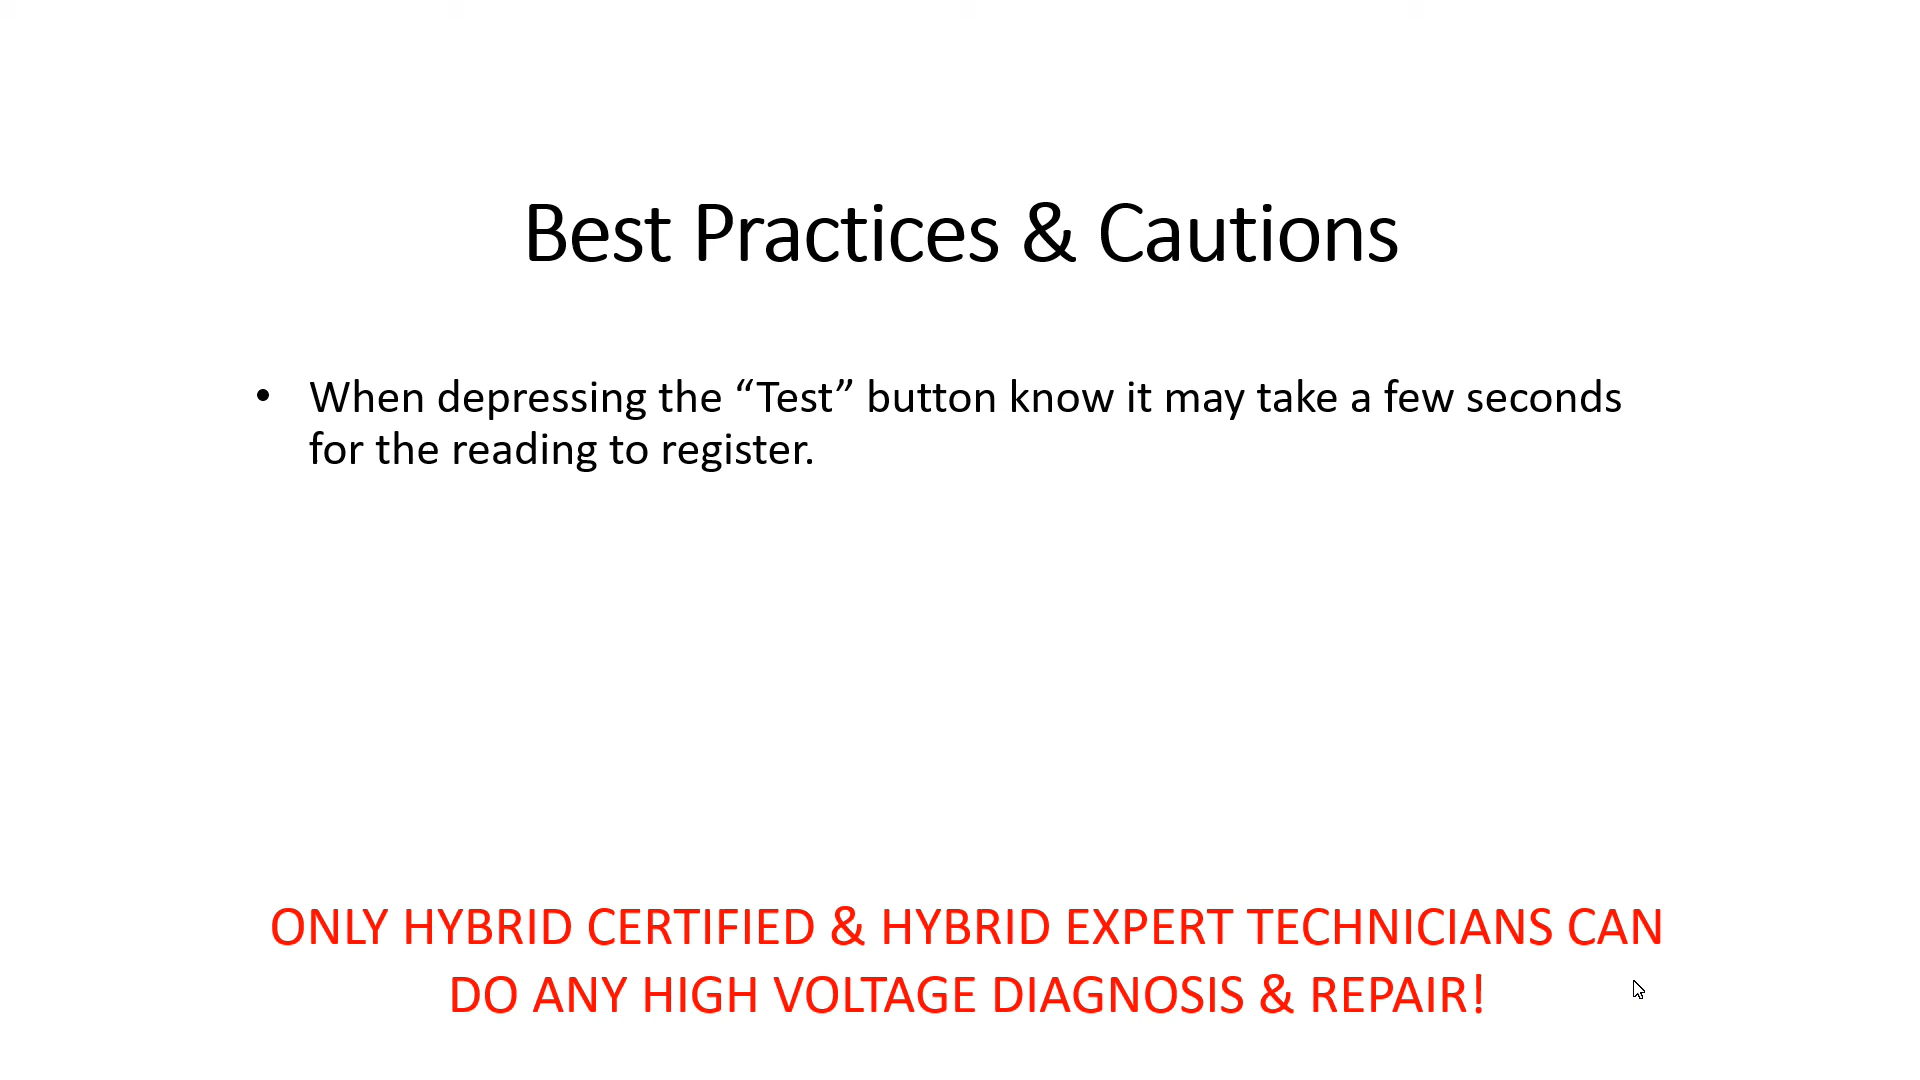 Best Practices & Cautions
• When depressing the “Test” button know it may take a few seconds
for the reading to register.
ONLY HYBRID CERTIFIED & HYBRID EXPERT TECHNICIANS CAN
DO ANY HIGH VOLTAGE DIAGNOSIS & REPAIR!